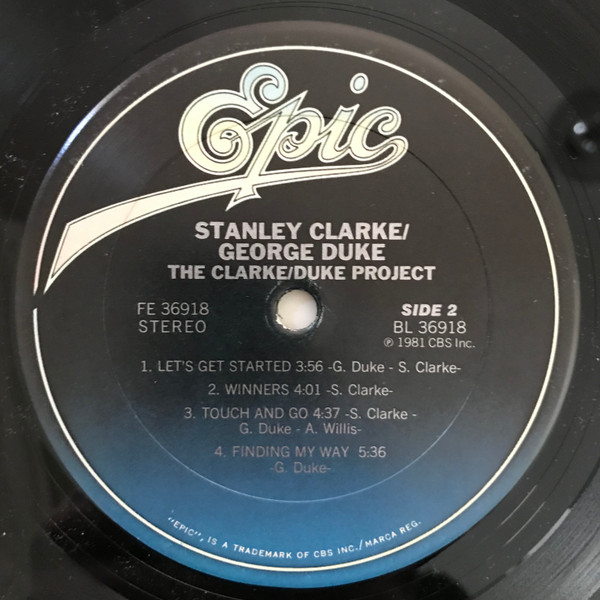 Epic
STANLEY CLARKE/
GEORGE DUKE
THE CLARKE/DUKE PROJECT
FE 36918
STEREO
SIDE 2
BL 36918
℗ 1981 CBS Inc.
1. LET'S GET STARTED 3:56 -G. Duke - S. Clarke-
2. WINNERS 4:01 -S. Clarke-
3. TOUCH AND GO 4:37 -S. Clarke -
G. Duke - A. Willis-
4. FINDING MY WAY 5:36
-G. Duke-
"EPIC", IS A TRADEMARK OF CBS INC./MARCA REG.